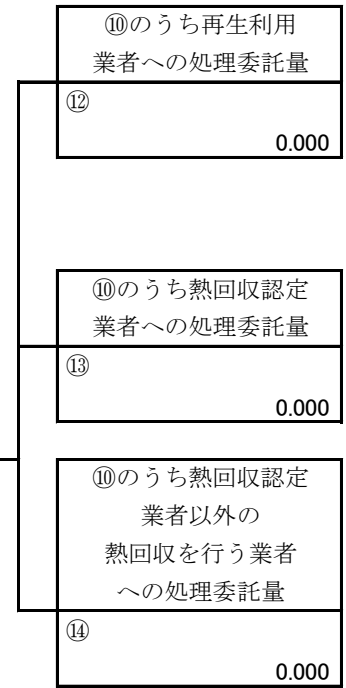 ⑩のうち再生利用
業者への処理委託量
⑫
0.000
⑩のうち熱回収認定
業者への処理委託量
⑬
0.000
⑩のうち熱回収認定
業者以外の
熱回収を行う業者
への処理委託量
⑭
0.000